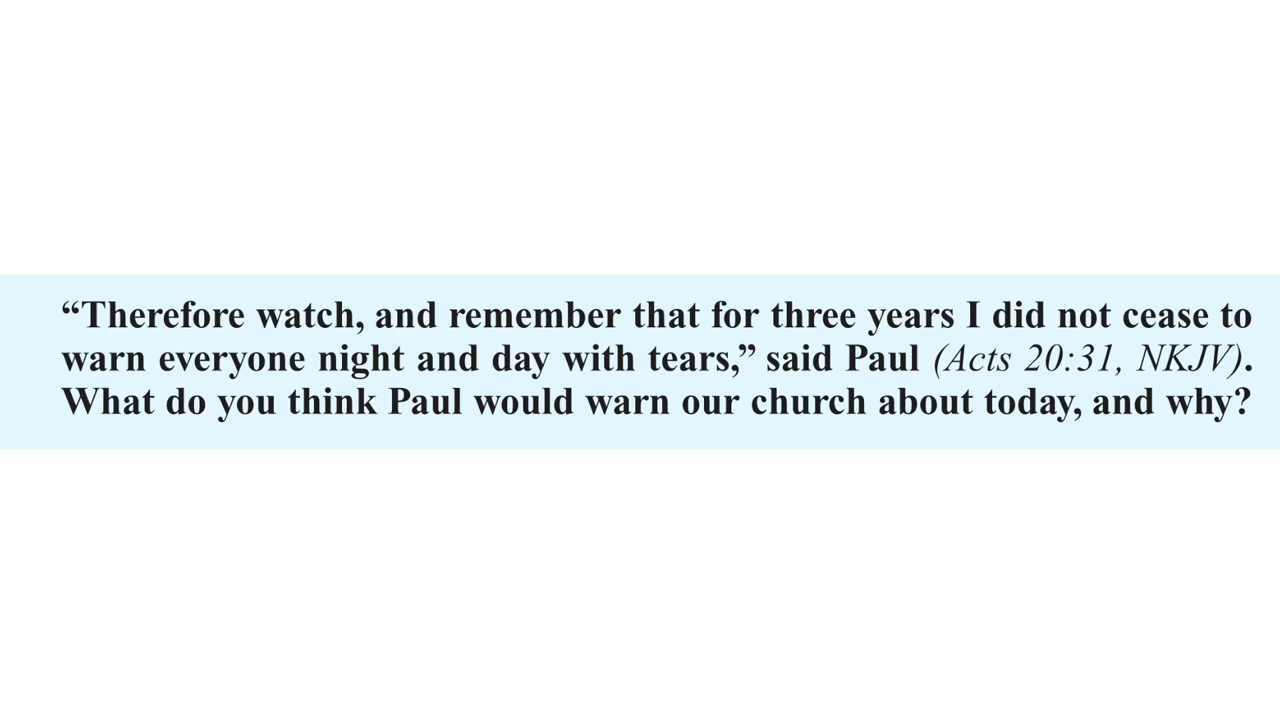 “Therefore watch, and remember that for three years I did not cease to
warn everyone night and day with tears,” said Paul (Acts 20:31, NKJV).
What do you think Paul would warn our church about today, and why?